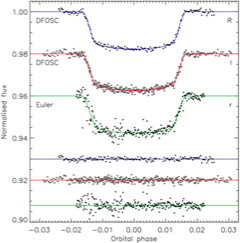 1.00
DFOSC R
0.98
DFOSC I
0.96
Euler r
0.94
0.92
0.90
Normalised flux
−0.03 −0.02 −0.01 0.00 0.01 0.02 0.03
Orbital phase